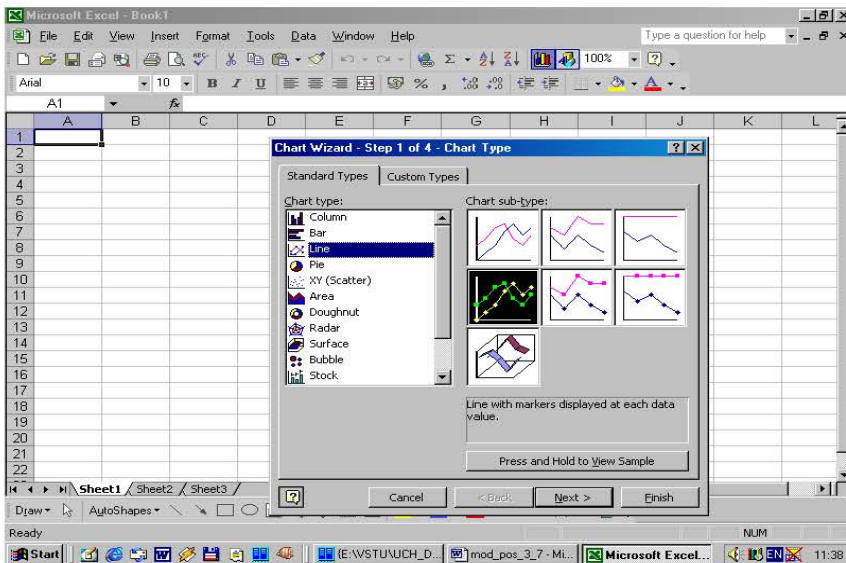 Microsoft Excel - Book1
File Edit View Insert Format Tools Data Window Help Type a question for help
100%
Arial 10 B I U
A1 fx
A B C D E F G H I J K L
1
2
3
4
5
6
7
8
9
10
11
12
13
14
15
16
17
18
19
20
21
22
Chart Wizard - Step 1 of 4 - Chart Type
Standard Types Custom Types
Chart type:
Column
Bar
Line
Pie
XY (Scatter)
Area
Doughnut
Radar
Surface
Bubble
Stock
Chart sub-type:
Line with markers displayed at each data
value.
Press and Hold to View Sample
Cancel < Back Next > Finish
Sheet1 Sheet2 Sheet3
Draw AutoShapes
Ready NUM
Start (E:\VSTU\UCH_D... mod_pos_3_7 - Mi... Microsoft Excel... EN 11:38